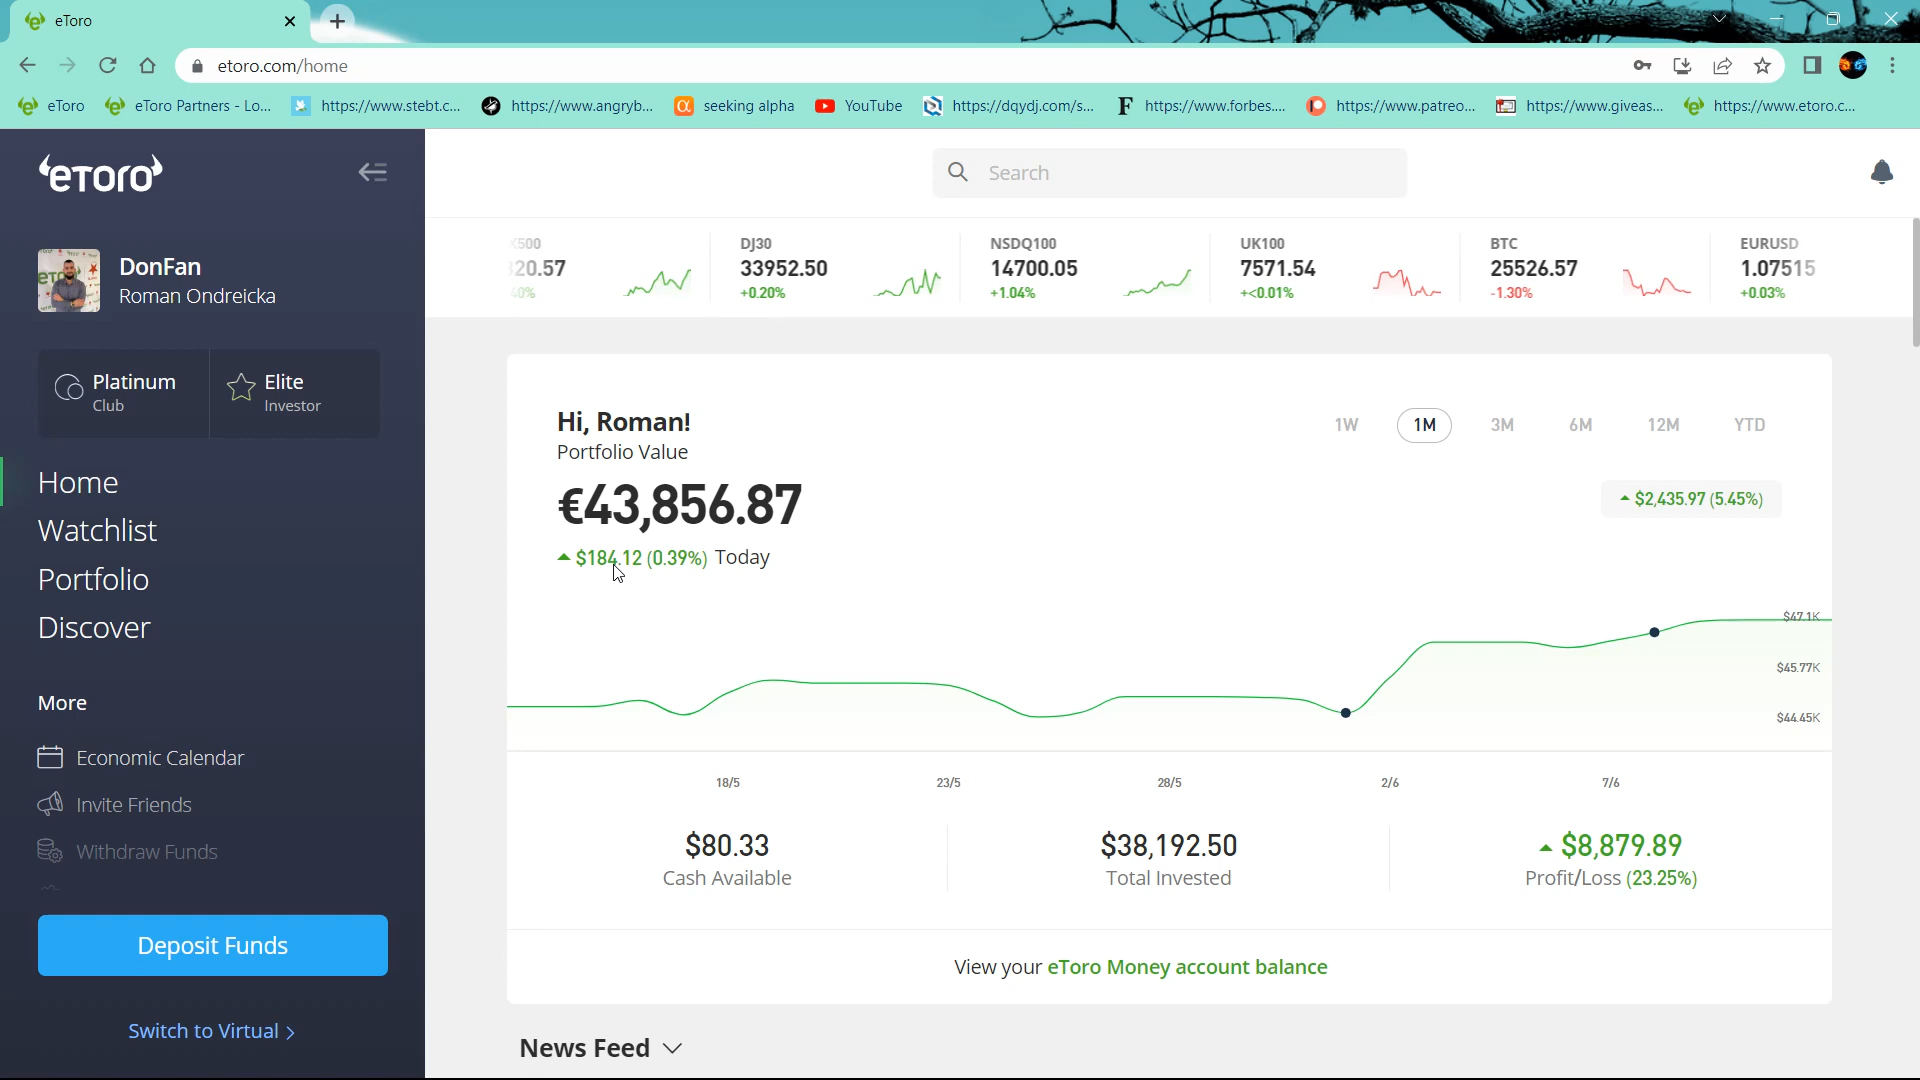 eToro
etoro.com/home
eToro
eToro Partners - Lo...
https://www.stebt.c...
https://www.angryb...
seeking alpha
YouTube
https://dqydj.com/s...
https://www.forbes....
https://www.patreo...
https://www.giveas...
https://www.etoro.c...
eToro
DonFan
Roman Ondreicka
Platinum
Club
Elite
Investor
Home
Watchlist
Portfolio
Discover
More
Economic Calendar
Invite Friends
Withdraw Funds
Deposit Funds
Switch to Virtual >
Search
DJ30
33952.50
+0.20%
NSDQ100
14700.05
+1.04%
UK100
7571.54
+<0.01%
BTC
25526.57
-1.30%
EURUSD
1.07515
+0.03%
Hi, Roman!
Portfolio Value
€43,856.87
$184.12 (0.39%) Today
1W 1M 3M 6M 12M YTD
$2,435.97 (5.45%)
$47.1K
$45.77K
$44.45K
18/5 23/5 28/5 2/6 7/6
$80.33
Cash Available
$38,192.50
Total Invested
$8,879.89
Profit/Loss (23.25%)
View your eToro Money account balance
News Feed